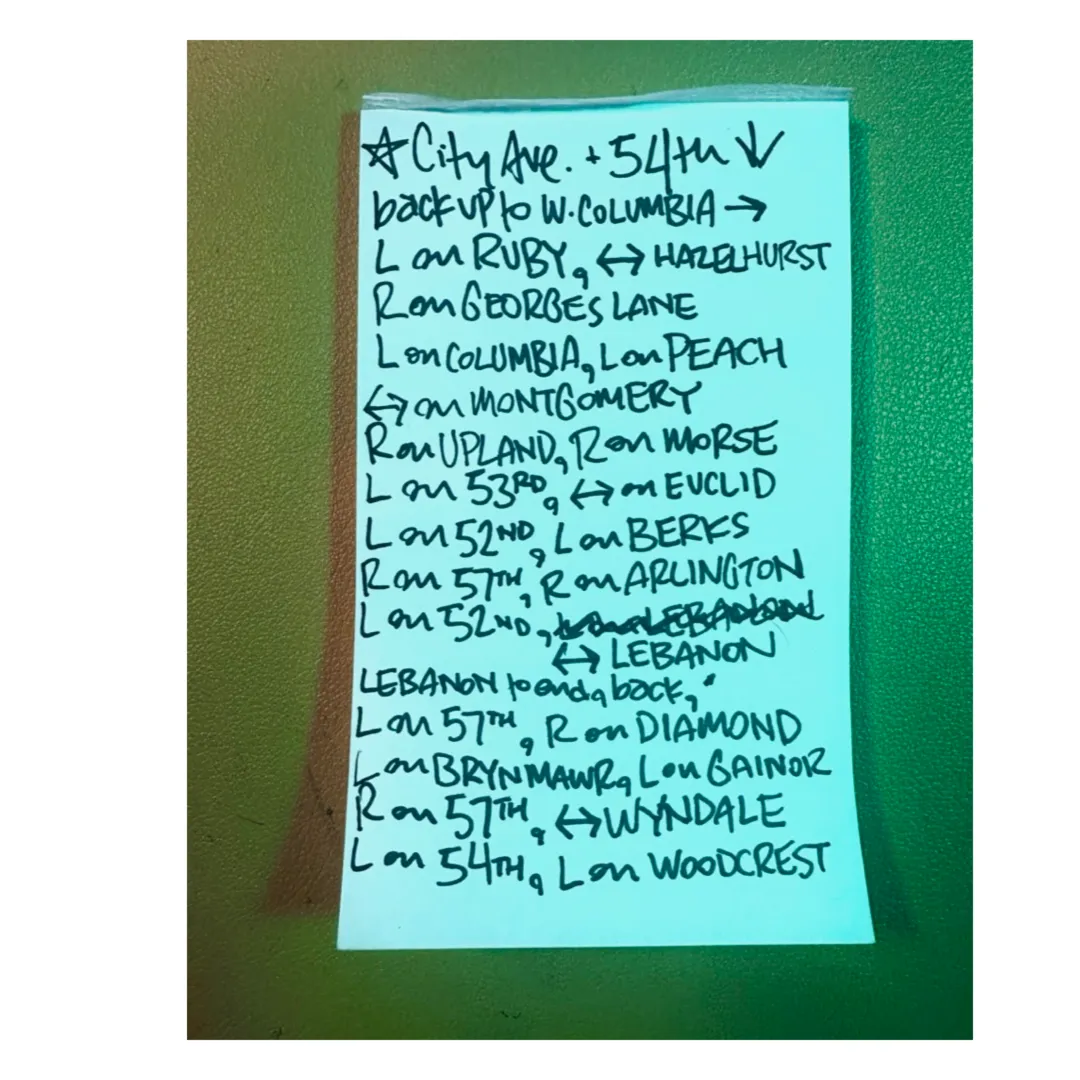 ☆ City Ave. + 54th ↓
back up to W. COLUMBIA →
L on RUBY, ↔ HAZELHURST
R on GEORGES LANE
L on COLUMBIA, L on PEACH
↔ on MONTGOMERY
R on UPLAND, R on MORSE
L on 53RD, ↔ on EUCLID
L on 52ND, L on BERKS
R on 57TH, R on ARLINGTON
L on 52ND,
↔ LEBANON
LEBANON to end, back,
L on 57TH, R on DIAMOND
L on BRYN MAWR, L on GAINOR
R on 57TH, ↔ WYNDALE
L on 54TH, L on WOODCREST